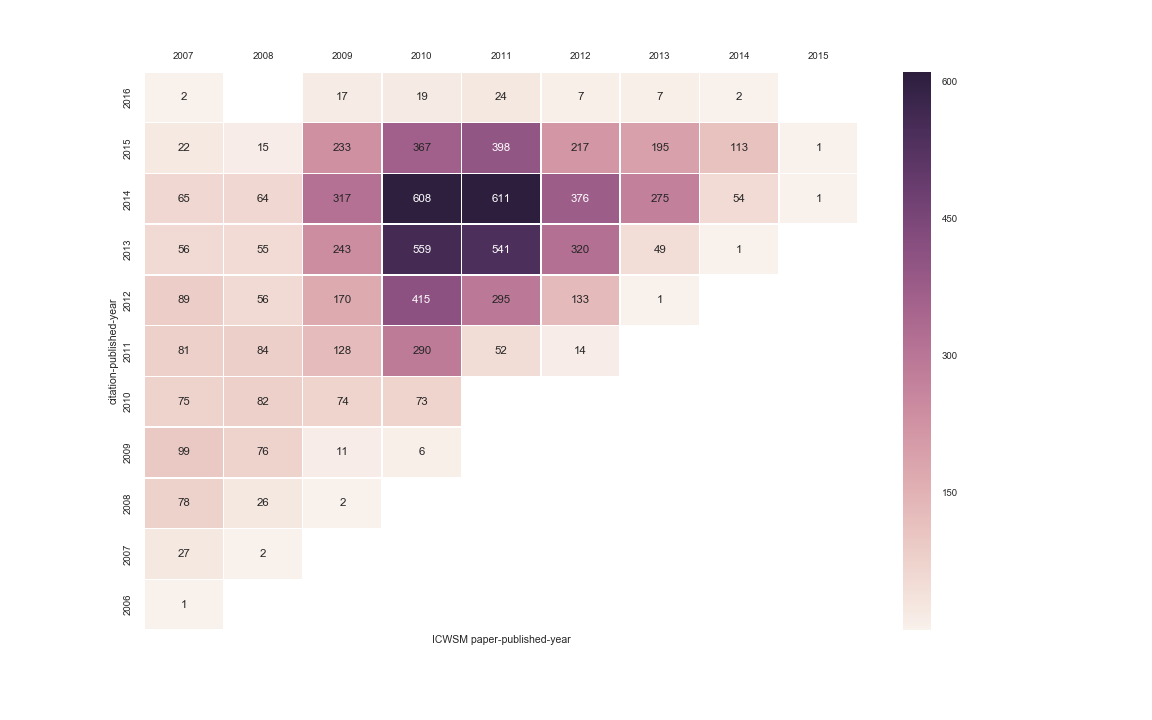 2007 2008 2009 2010 2011 2012 2013 2014 2015
2016 2 17 19 24 7 7 2
2015 22 15 233 367 398 217 195 113 1
2014 65 64 317 608 611 376 275 54 1
2013 56 55 243 559 541 320 49 1
2012 89 56 170 415 295 133 1
2011 81 84 128 290 52 14
2010 75 82 74 73
2009 99 76 11 6
2008 78 26 2
2007 27 2
2006 1
citation-published-year
ICWSM paper-published-year
600
450
300
150